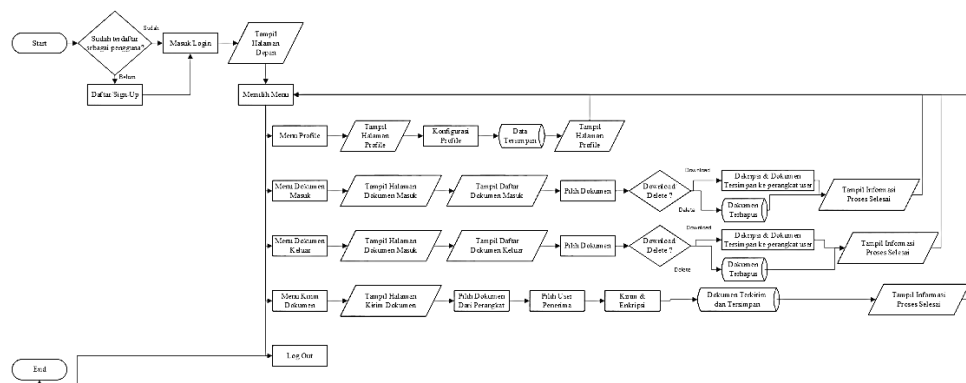 Start
Sudah terdaftar
sebagai pengguna?
Sudah
Belum
Masuk Login
Daftar Sign-Up
Tampil
Halaman
Depan
Memilih Menu
Menu Profile
Tampil
Halaman
Profile
Konfigurasi
Profile
Data
Tersimpan
Tampil
Halaman
Profile
Menu Dokumen
Masuk
Tampil Halaman
Dokumen Masuk
Tampil Daftar
Dokumen Masuk
Pilih Dokumen
Download
Delete ?
Download
Delete
Dekripsi & Dokumen
Tersimpan ke perangkat user
Dokumen
Terhapus
Tampil Informasi
Proses Selesai
Menu Dokumen
Keluar
Tampil Halaman
Dokumen Masuk
Tampil Daftar
Dokumen Keluar
Pilih Dokumen
Download
Delete ?
Download
Delete
Dekripsi & Dokumen
Tersimpan ke perangkat user
Dokumen
Terhapus
Tampil Informasi
Proses Selesai
Menu Kirim
Dokumen
Tampil Halaman
Kirim Dokumen
Pilih Dokumen
Dari Perangkat
Pilih User
Penerima
Kirim &
Enkripsi
Dokumen Terkirim
dan Tersimpan
Tampil Informasi
Proses Selesai
Log Out
End